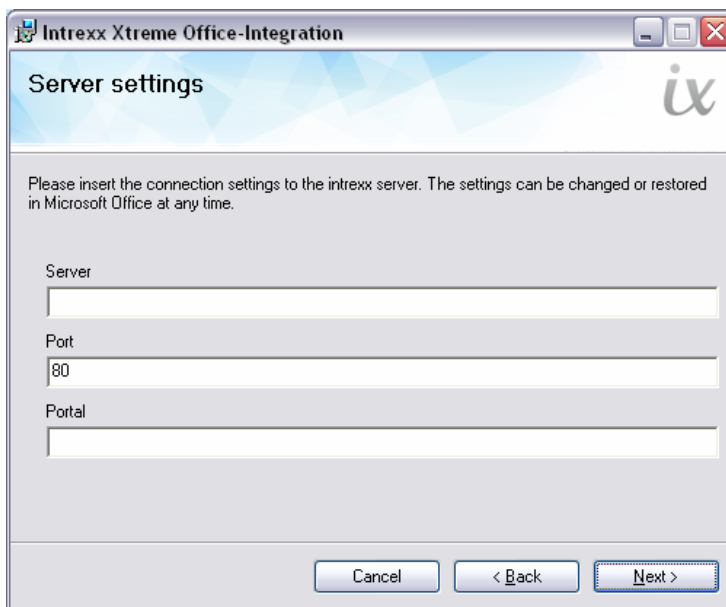 Intrexx Xtreme Office-Integration
Server settings
ix
Please insert the connection settings to the intrexx server. The settings can be changed or restored
in Microsoft Office at any time.
Server
Port
80
Portal
Cancel
< Back
Next >